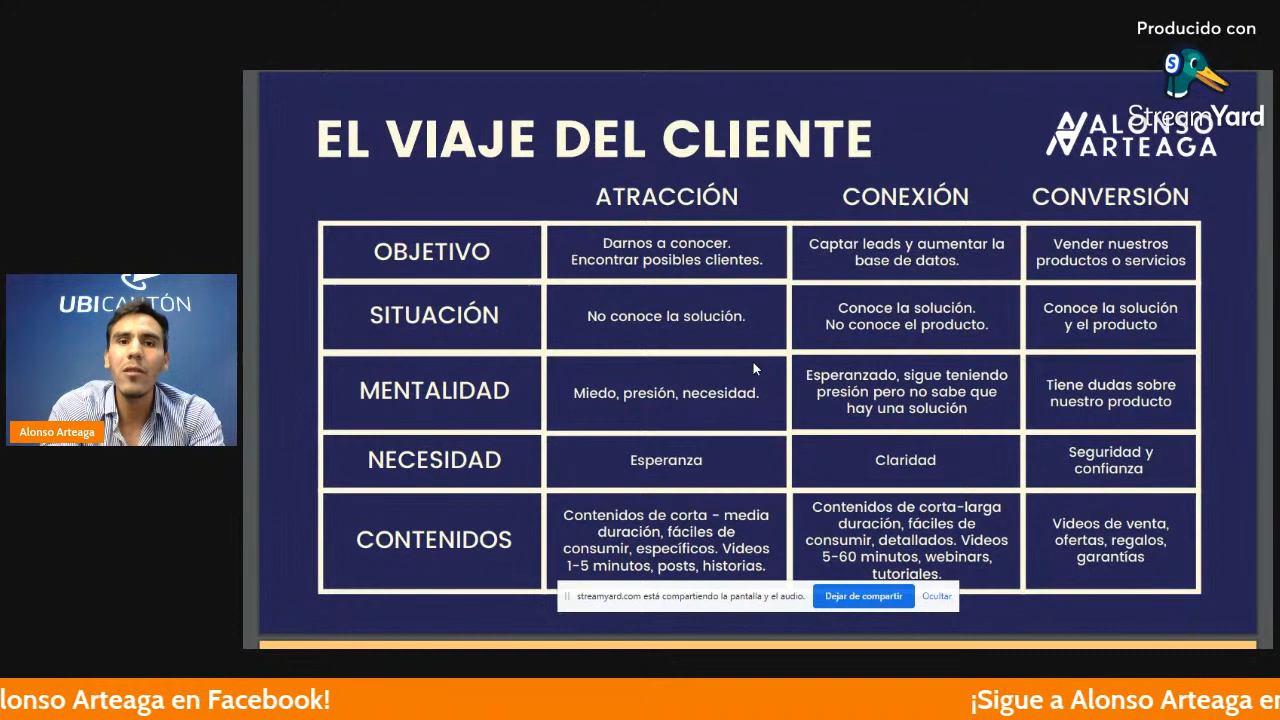 Producido con
S
StreamYard
EL VIAJE DEL CLIENTE
ALONSO
ARTEAGA
ATRACCIÓN
CONEXIÓN
CONVERSIÓN
OBJETIVO
Darnos a conocer.
Encontrar posibles clientes.
Captar leads y aumentar la
base de datos.
Vender nuestros
productos o servicios
SITUACIÓN
No conoce la solución.
Conoce la solución.
No conoce el producto.
Conoce la solución
y el producto
MENTALIDAD
Miedo, presión, necesidad.
Esperanzado, sigue teniendo
presión pero no sabe que
hay una solución
Tiene dudas sobre
nuestro producto
NECESIDAD
Esperanza
Claridad
Seguridad y
confianza
CONTENIDOS
Contenidos de corta - media
duración, fáciles de
consumir, específicos. Videos
1-5 minutos, posts, historias.
Contenidos de corta-larga
duración, fáciles de
consumir, detallados. Videos
5-60 minutos, webinars,
tutoriales.
Videos de venta,
ofertas, regalos,
garantías
UBICANTÓN
Alonso Arteaga
streamyard.com está compartiendo la pantalla y el audio.
Dejar de compartir
Ocultar
lonso Arteaga en Facebook!
¡Sigue a Alonso Arteaga e